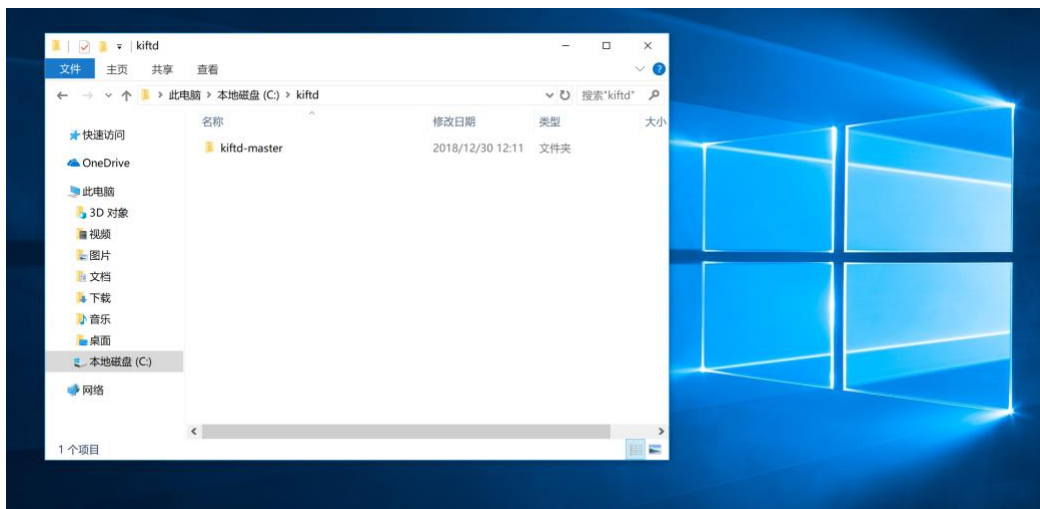 kiftd
文件 主页 共享 查看
此电脑 › 本地磁盘 (C:) › kiftd 搜索"kiftd"
名称 修改日期 类型 大小
kiftd-master 2018/12/30 12:11 文件夹
快速访问
OneDrive
此电脑
3D 对象
视频
图片
文档
下载
音乐
桌面
本地磁盘 (C:)
网络
1 个项目